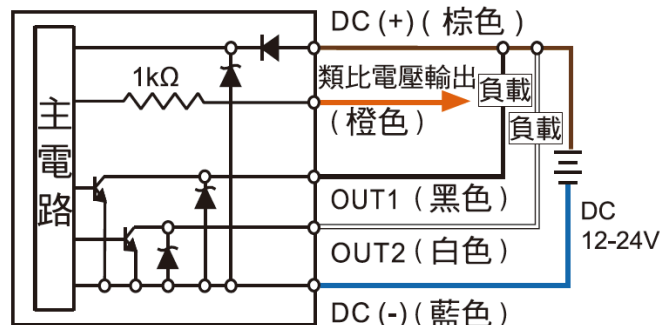 DC (+) ( 棕色 )
1kΩ
類比電壓輸出
( 橙色 )
負載
負載
主電路
OUT1 ( 黑色 )
OUT2 ( 白色 )
DC
12-24V
DC (-) ( 藍色 )